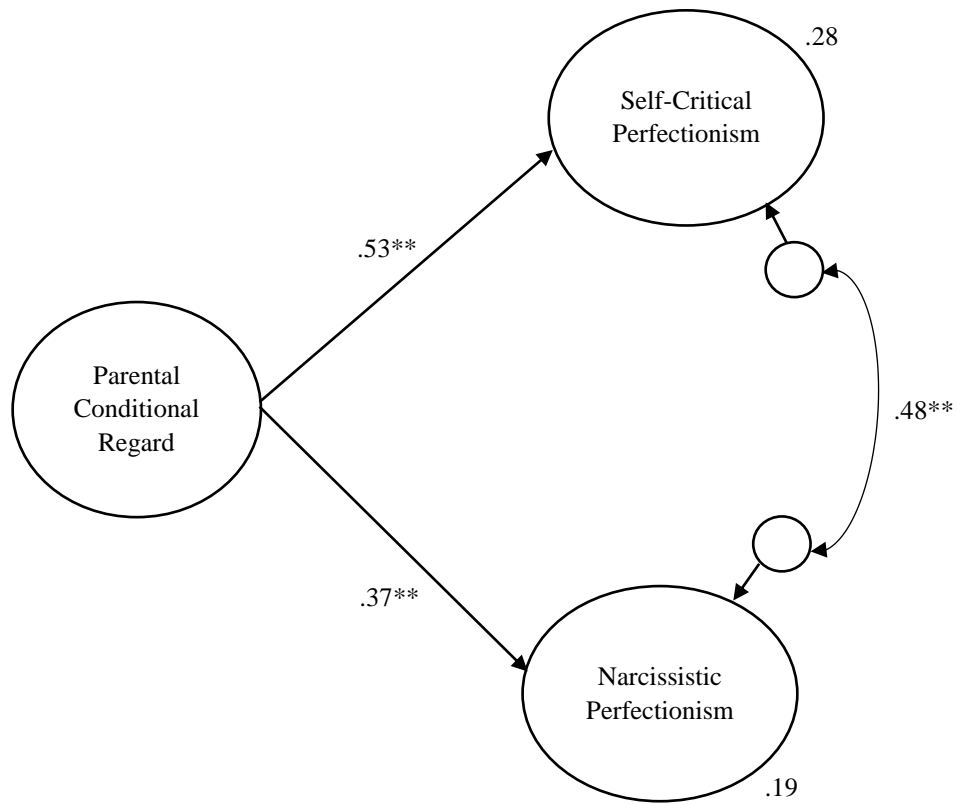 .28
Self-Critical
Perfectionism
.53**
Parental
Conditional
Regard
.48**
.37**
Narcissistic
Perfectionism
.19